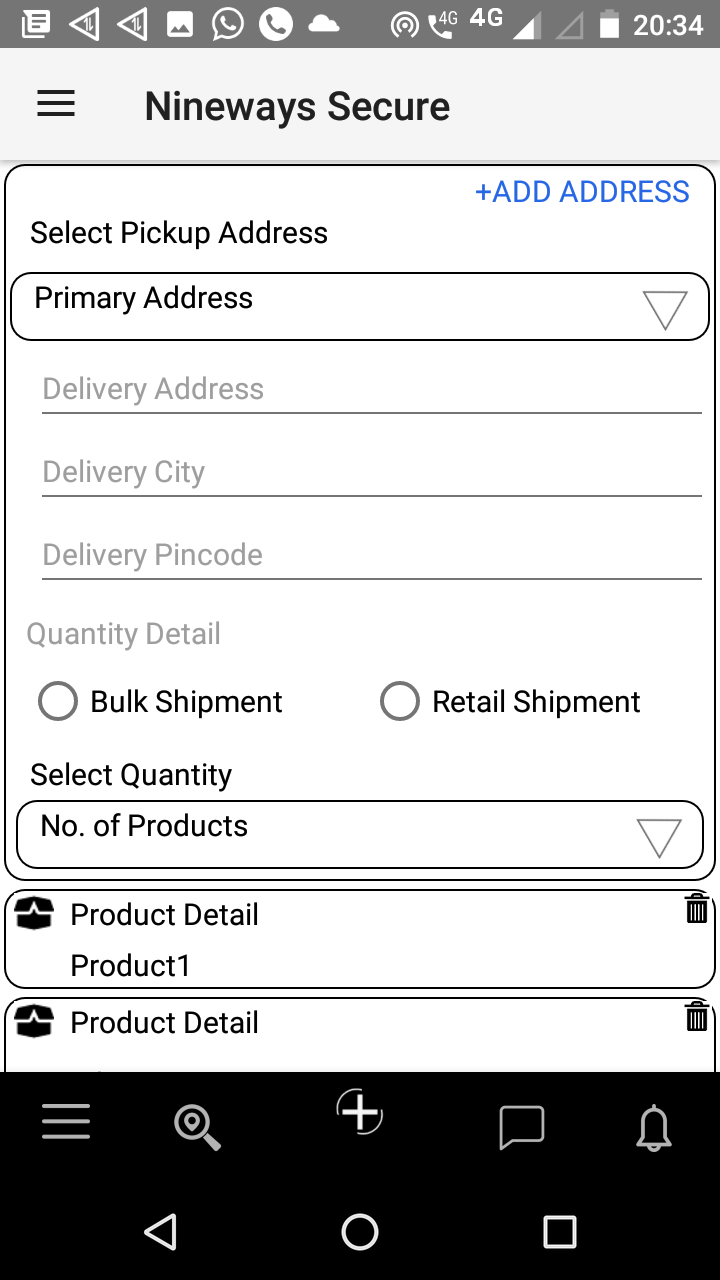 4G 4G 20:34
Nineways Secure
+ADD ADDRESS
Select Pickup Address
Primary Address
Delivery Address
Delivery City
Delivery Pincode
Quantity Detail
Bulk Shipment Retail Shipment
Select Quantity
No. of Products
Product Detail
Product1
Product Detail